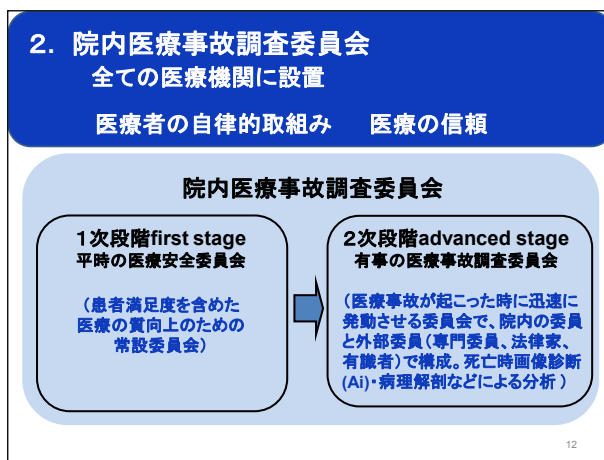 2. 院内医療事故調査委員会
全ての医療機関に設置
医療者の自律的取組み 医療の信頼
院内医療事故調査委員会
1次段階first stage
平時の医療安全委員会
(患者満足度を含めた
医療の質向上のための
常設委員会)
2次段階advanced stage
有事の医療事故調査委員会
(医療事故が起こった時に迅速に
発動させる委員会で、院内の委員
と外部委員(専門委員、法律家、
有識者)で構成。死亡時画像診断
(Ai)・病理解剖などによる分析 )
12